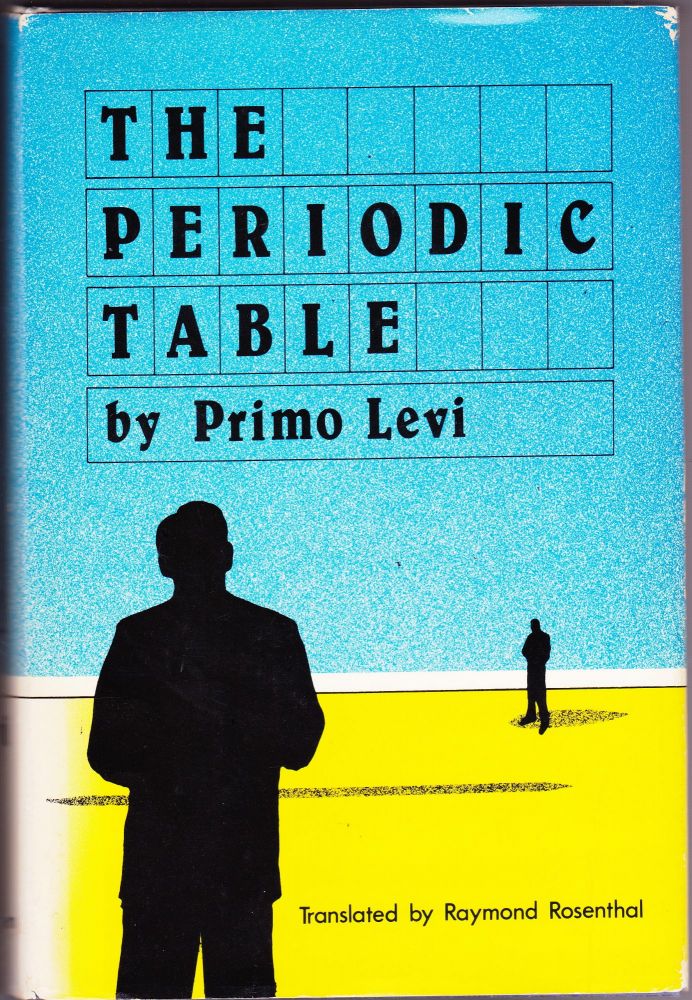 THE
PERIODIC
TABLE
by Primo Levi
Translated by Raymond Rosenthal